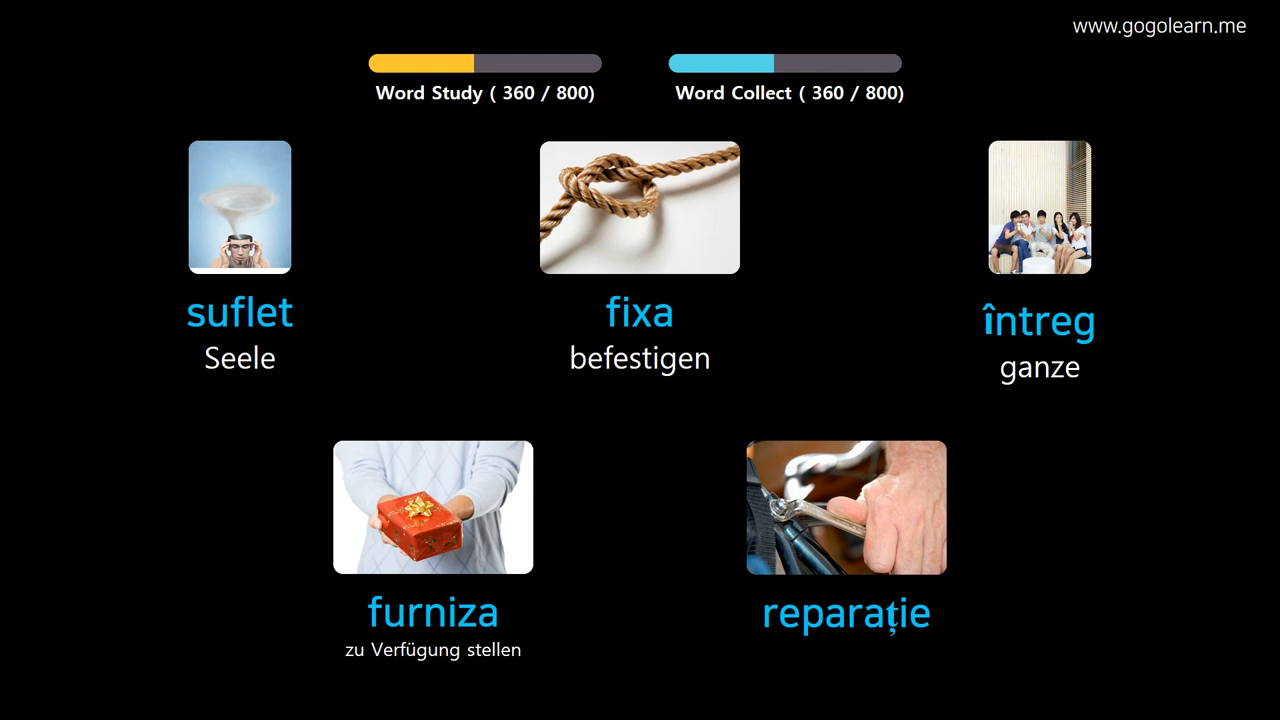 www.gogolearn.me
Word Study ( 360 / 800)
Word Collect ( 360 / 800)
suflet
Seele
fixa
befestigen
întreg
ganze
furniza
zu Verfügung stellen
reparație